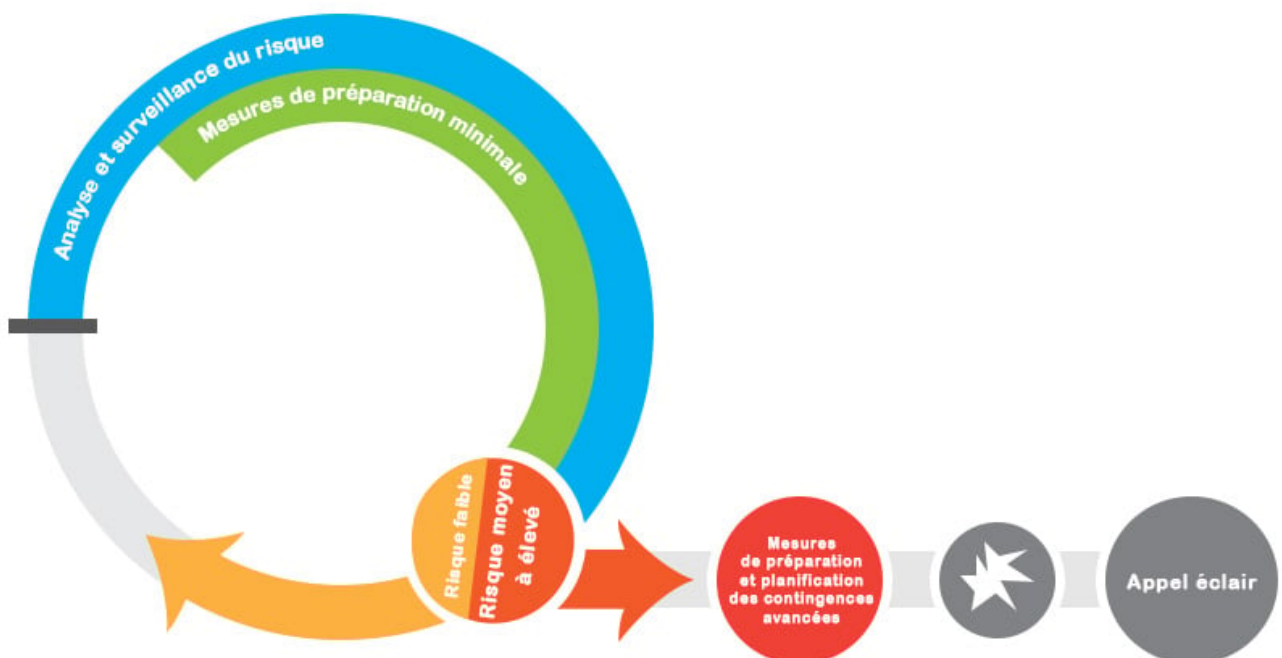 Analyse et surveillance du risque
Mesures de préparation minimale
Risque faible
Risque moyen
à élevé
Mesures
de préparation
et planification
des contingences
avancées
Appel éclair